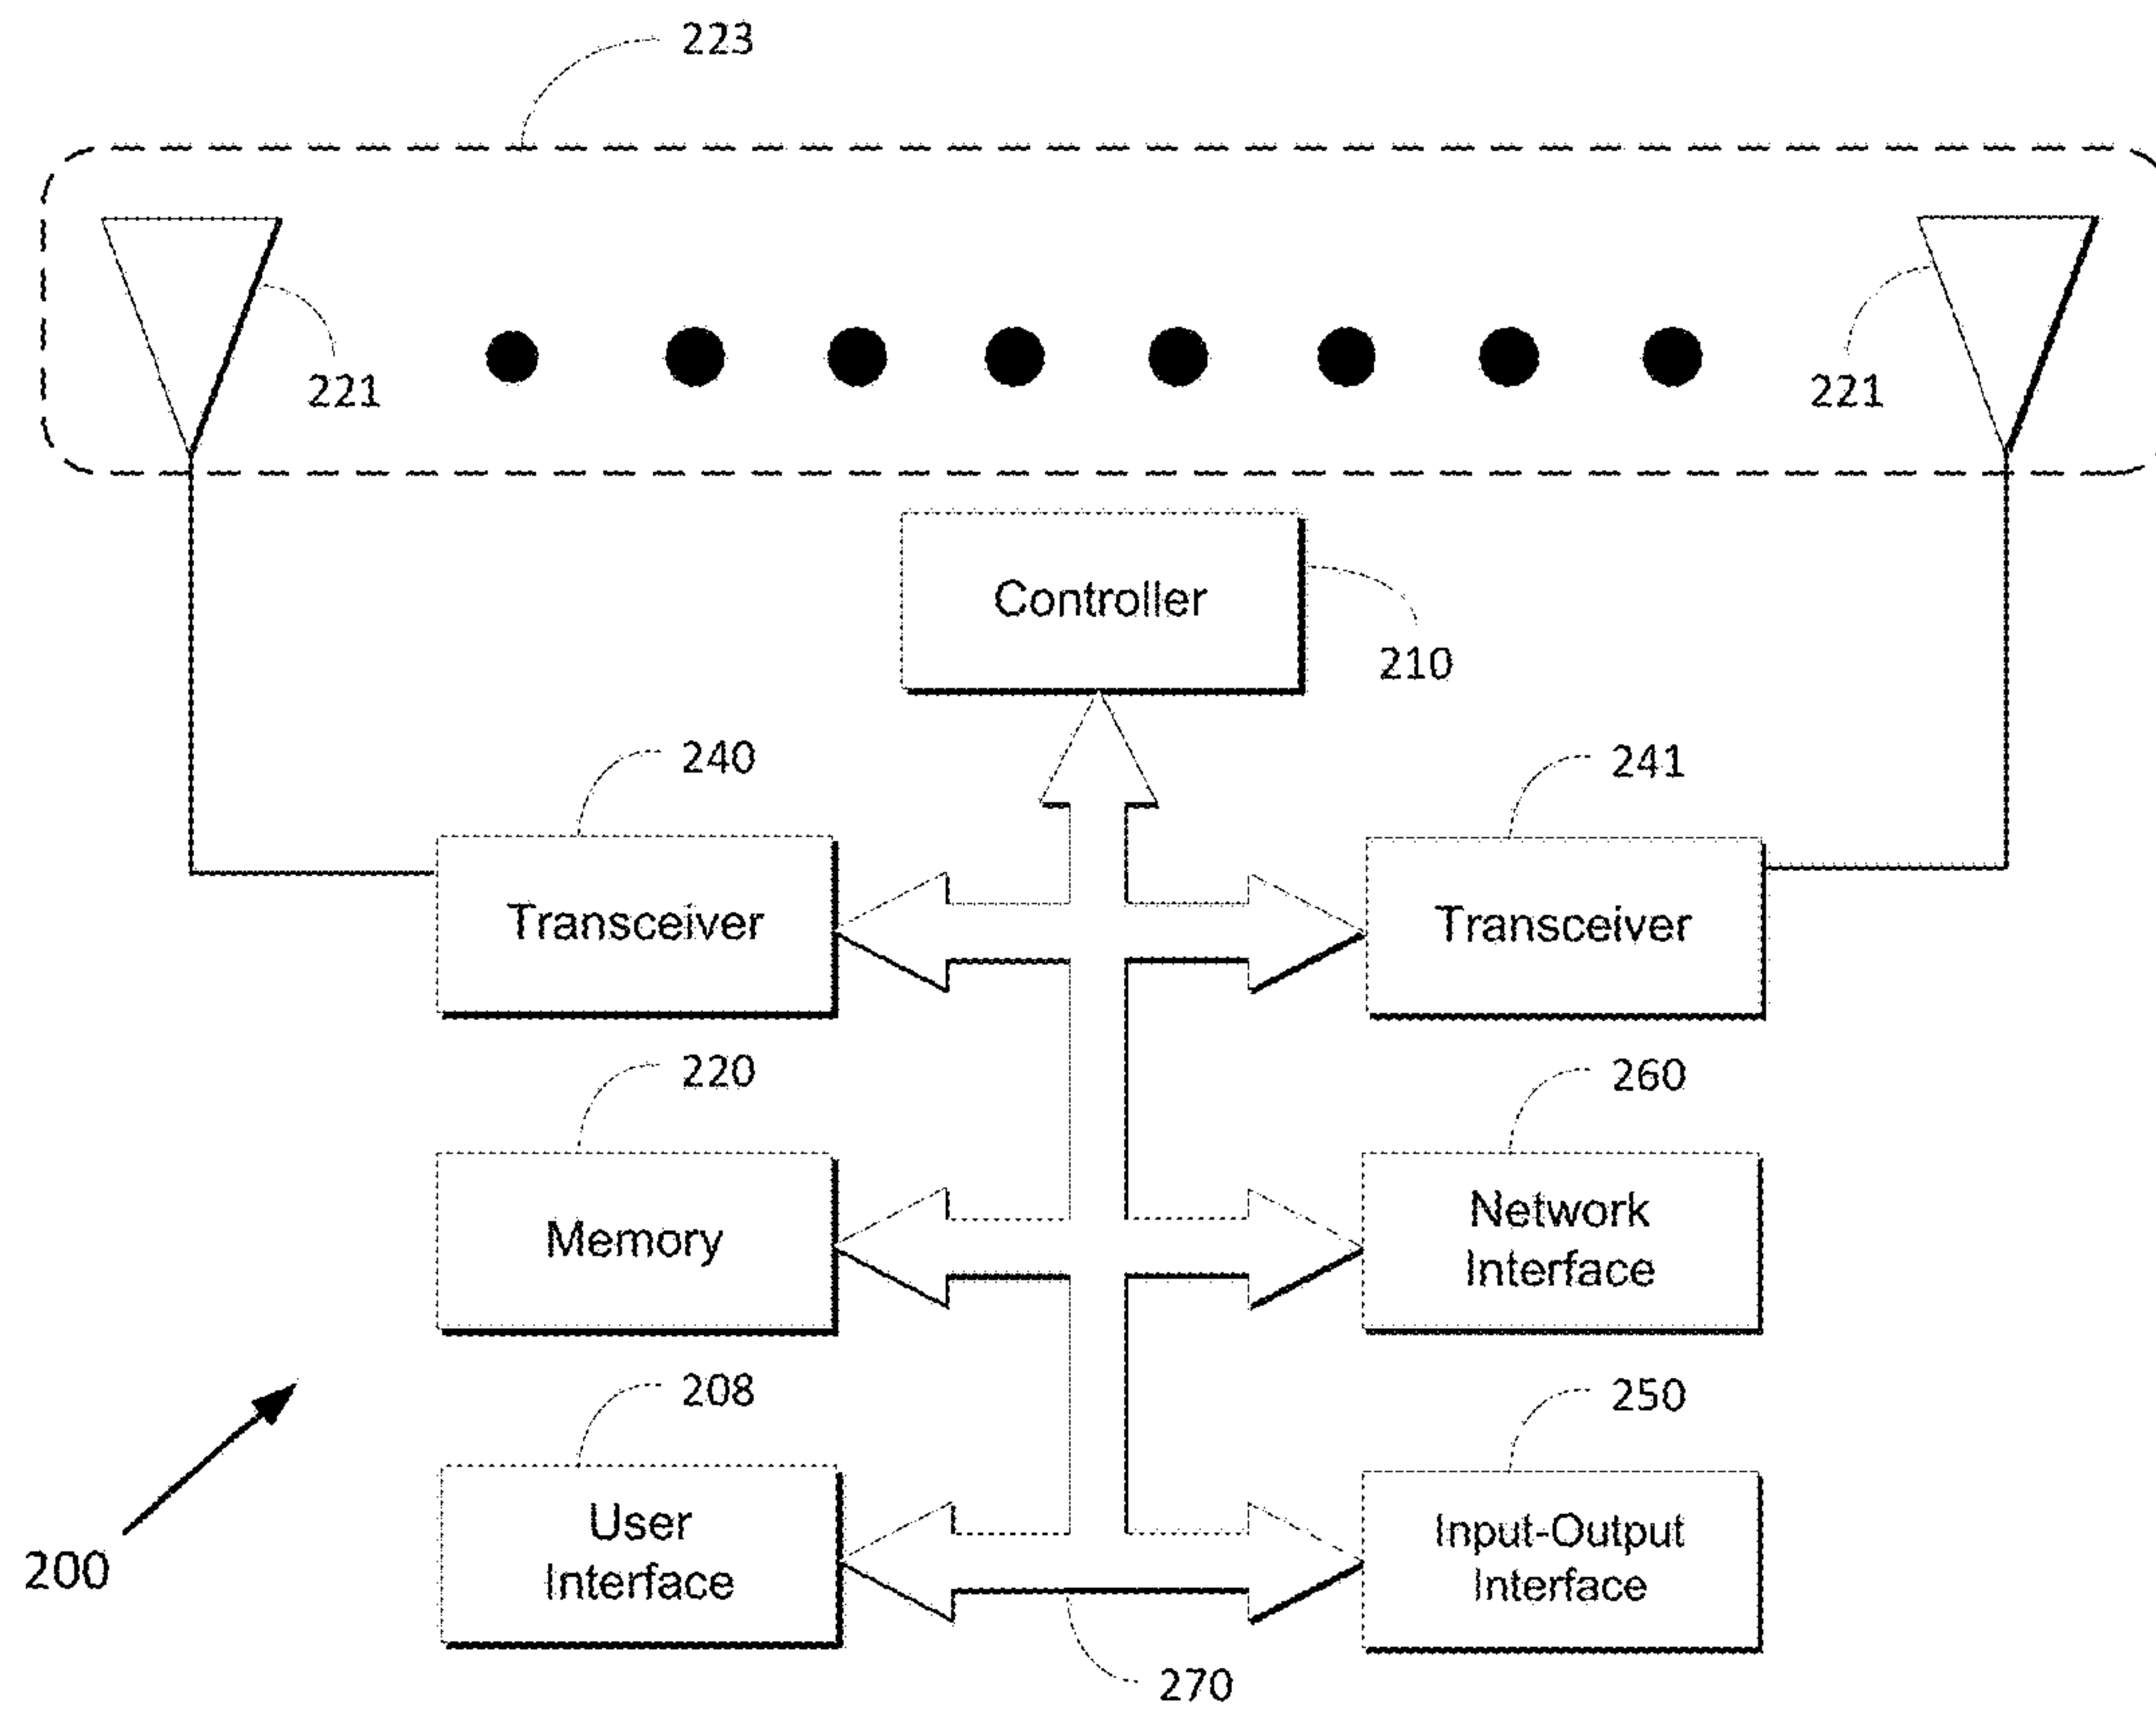 223
221
221
Controller
210
240
241
Transceiver
Transceiver
220
260
Memory
Network
Interface
208
250
User
Interface
Input-Output
Interface
200
270